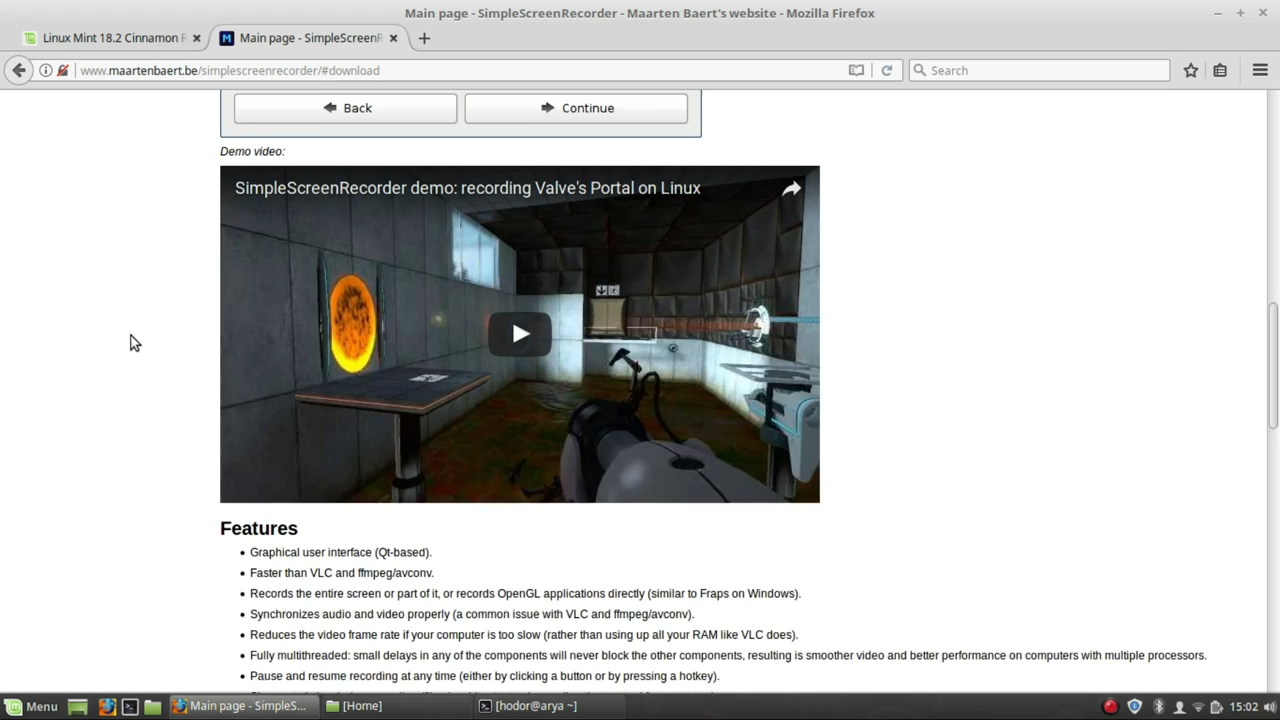 Main page - SimpleScreenRecorder - Maarten Baert's website - Mozilla Firefox
Linux Mint 18.2 Cinnamon R
Main page - SimpleScreenR
www.maartenbaert.be/simplescreenrecorder/#download
Search
Back
Continue
Demo video:
SimpleScreenRecorder demo: recording Valve's Portal on Linux
Features
• Graphical user interface (Qt-based).
• Faster than VLC and ffmpeg/avconv.
• Records the entire screen or part of it, or records OpenGL applications directly (similar to Fraps on Windows).
• Synchronizes audio and video properly (a common issue with VLC and ffmpeg/avconv).
• Reduces the video frame rate if your computer is too slow (rather than using up all your RAM like VLC does).
• Fully multithreaded: small delays in any of the components will never block the other components, resulting is smoother video and better performance on computers with multiple processors.
• Pause and resume recording at any time (either by clicking a button or by pressing a hotkey).
Menu
Main page - SimpleS...
[Home]
[hodor@arya ~]
15:02